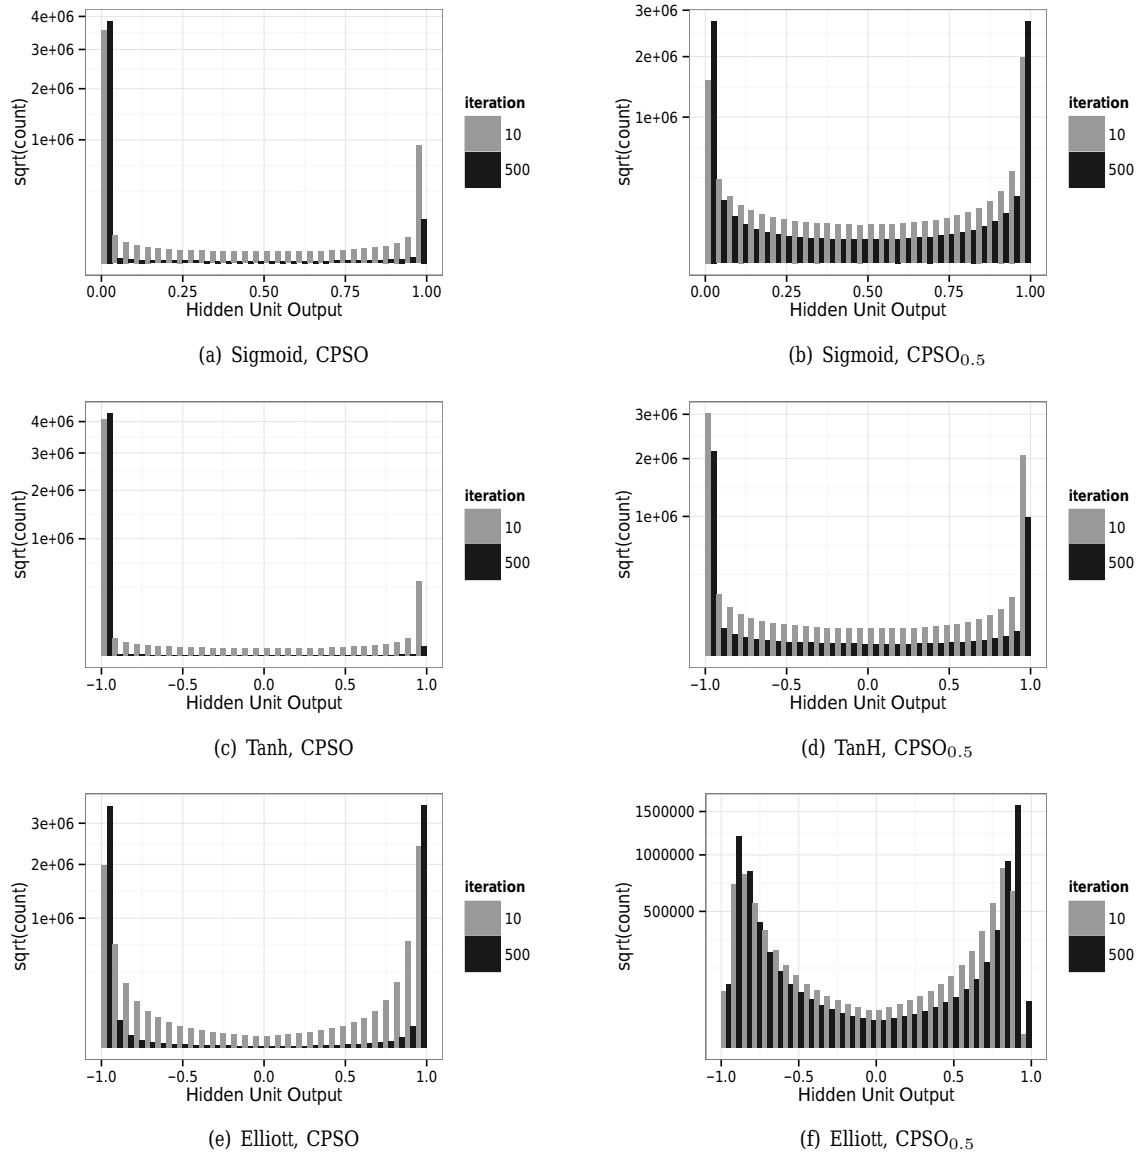 4e+06
3e+06
2e+06
1e+06
sqrt(count)
0.00 0.25 0.50 0.75 1.00
Hidden Unit Output
iteration
10
500
(a) Sigmoid, CPSO
3e+06
2e+06
1e+06
sqrt(count)
0.00 0.25 0.50 0.75 1.00
Hidden Unit Output
iteration
10
500
(b) Sigmoid, CPSO0.5
4e+06
3e+06
2e+06
1e+06
sqrt(count)
−1.0 −0.5 0.0 0.5 1.0
Hidden Unit Output
iteration
10
500
(c) Tanh, CPSO
3e+06
2e+06
1e+06
sqrt(count)
−1.0 −0.5 0.0 0.5 1.0
Hidden Unit Output
iteration
10
500
(d) TanH, CPSO0.5
3e+06
2e+06
1e+06
sqrt(count)
−1.0 −0.5 0.0 0.5 1.0
Hidden Unit Output
iteration
10
500
(e) Elliott, CPSO
1500000
1000000
500000
sqrt(count)
−1.0 −0.5 0.0 0.5 1.0
Hidden Unit Output
iteration
10
500
(f) Elliott, CPSO0.5